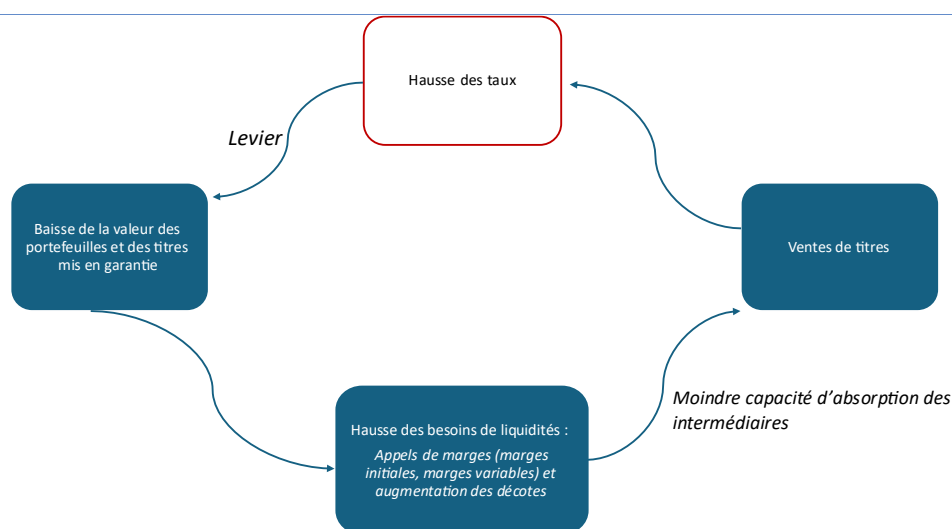 Hausse des taux
Levier
Baisse de la valeur des
portefeuilles et des titres
mis en garantie
Ventes de titres
Hausse des besoins de liquidités :
Appels de marges (marges
initiales, marges variables) et
augmentation des décotes
Moindre capacité d’absorption des
intermédiaires